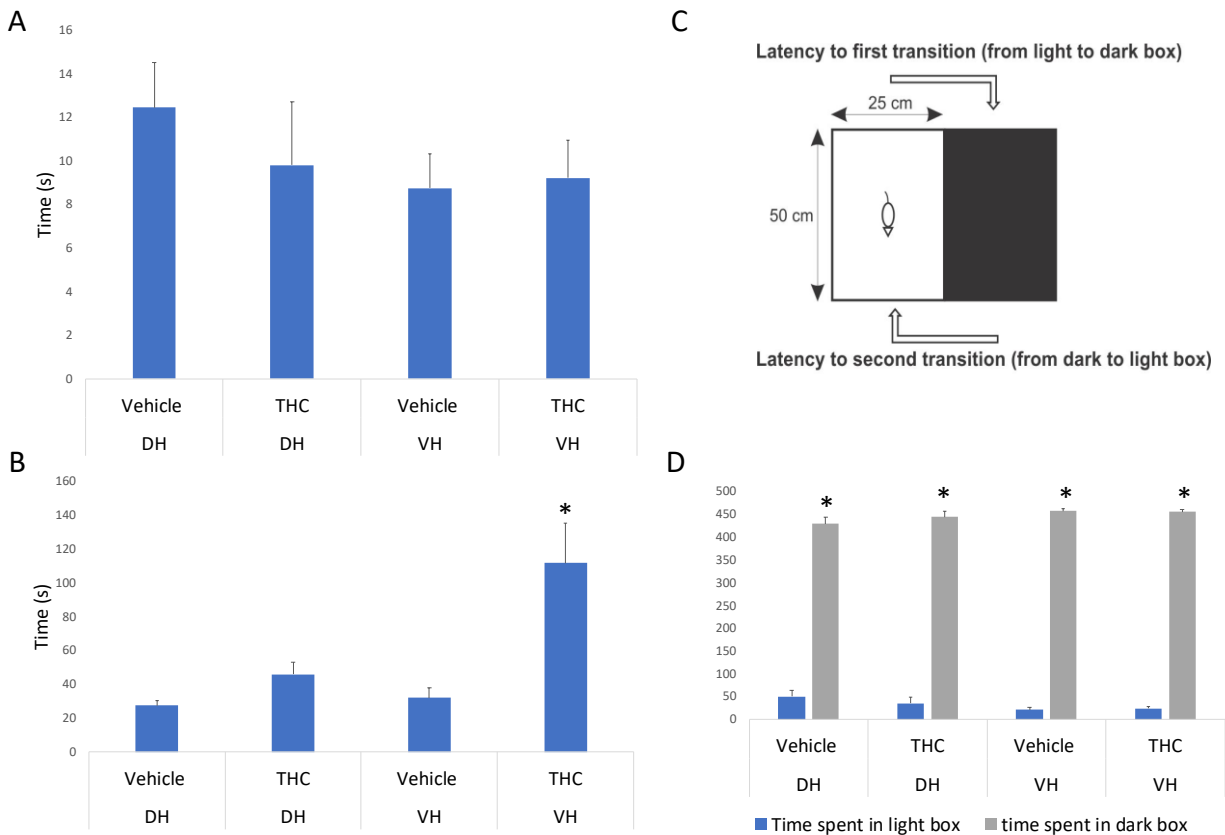 A
Time (s)
16
14
12
10
8
6
4
2
0
Vehicle THC Vehicle THC
DH DH VH VH
C
Latency to first transition (from light to dark box)
25 cm
50 cm
Latency to second transition (from dark to light box)
B
Time (s)
160
140
120
100
80
60
40
20
0
*
Vehicle THC Vehicle THC
DH DH VH VH
D
500
450
400
350
300
250
200
150
100
50
0
* * * *
Vehicle THC Vehicle THC
DH DH VH VH
Time spent in light box time spent in dark box